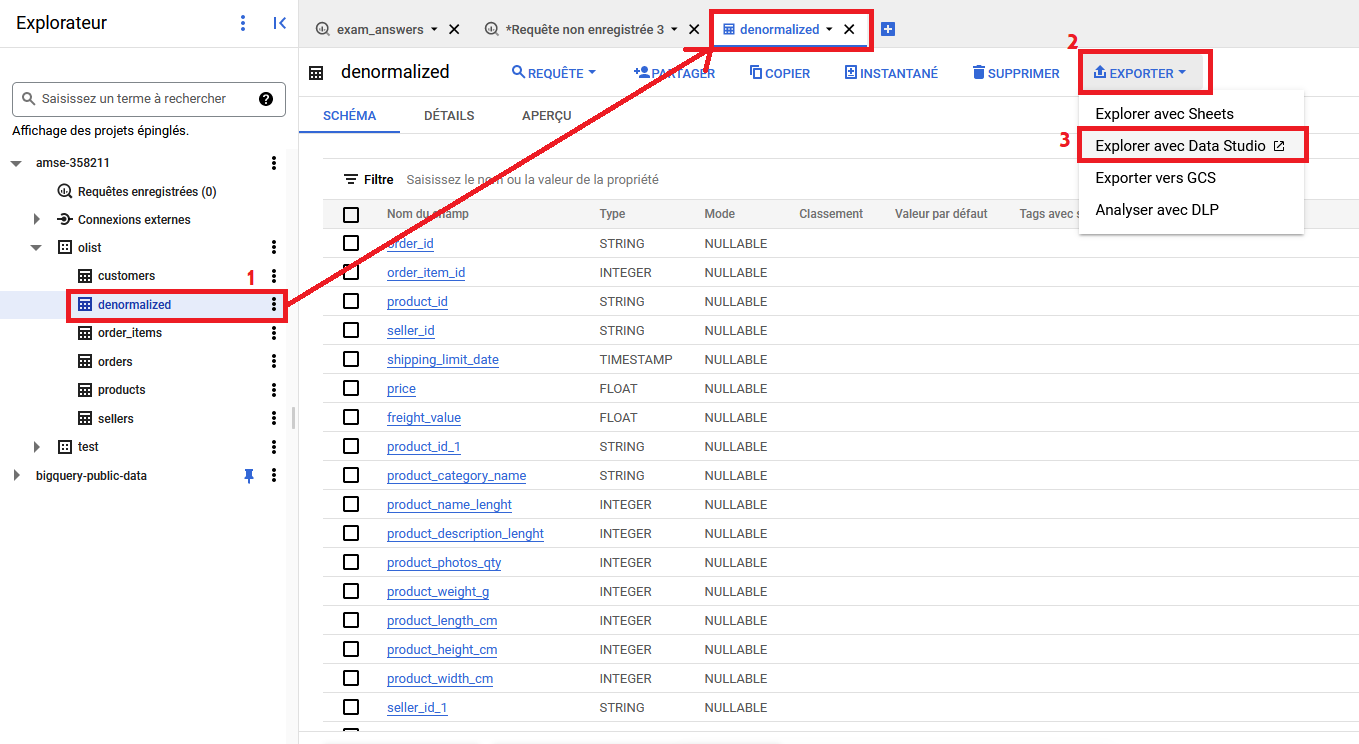 Explorateur
exam_answers
*Requête non enregistrée 3
denormalized
2
denormalized
REQUÊTE
PARTAGER
COPIER
INSTANTANÉ
SUPPRIMER
EXPORTER
Saisissez un terme à rechercher
Affichage des projets épinglés.
SCHÉMA
DÉTAILS
APERÇU
Explorer avec Sheets
3
Explorer avec Data Studio
Exporter vers GCS
Analyser avec DLP
amse-358211
Requêtes enregistrées (0)
Connexions externes
olist
customers
1
denormalized
order_items
orders
products
sellers
test
bigquery-public-data
Filtre Saisissez le nom ou la valeur de la propriété
Nom du champ Type Mode Classement Valeur par défaut Tags avec s
order_id STRING NULLABLE
order_item_id INTEGER NULLABLE
product_id STRING NULLABLE
seller_id STRING NULLABLE
shipping_limit_date TIMESTAMP NULLABLE
price FLOAT NULLABLE
freight_value FLOAT NULLABLE
product_id_1 STRING NULLABLE
product_category_name STRING NULLABLE
product_name_lenght INTEGER NULLABLE
product_description_lenght INTEGER NULLABLE
product_photos_qty INTEGER NULLABLE
product_weight_g INTEGER NULLABLE
product_length_cm INTEGER NULLABLE
product_height_cm INTEGER NULLABLE
product_width_cm INTEGER NULLABLE
seller_id_1 STRING NULLABLE